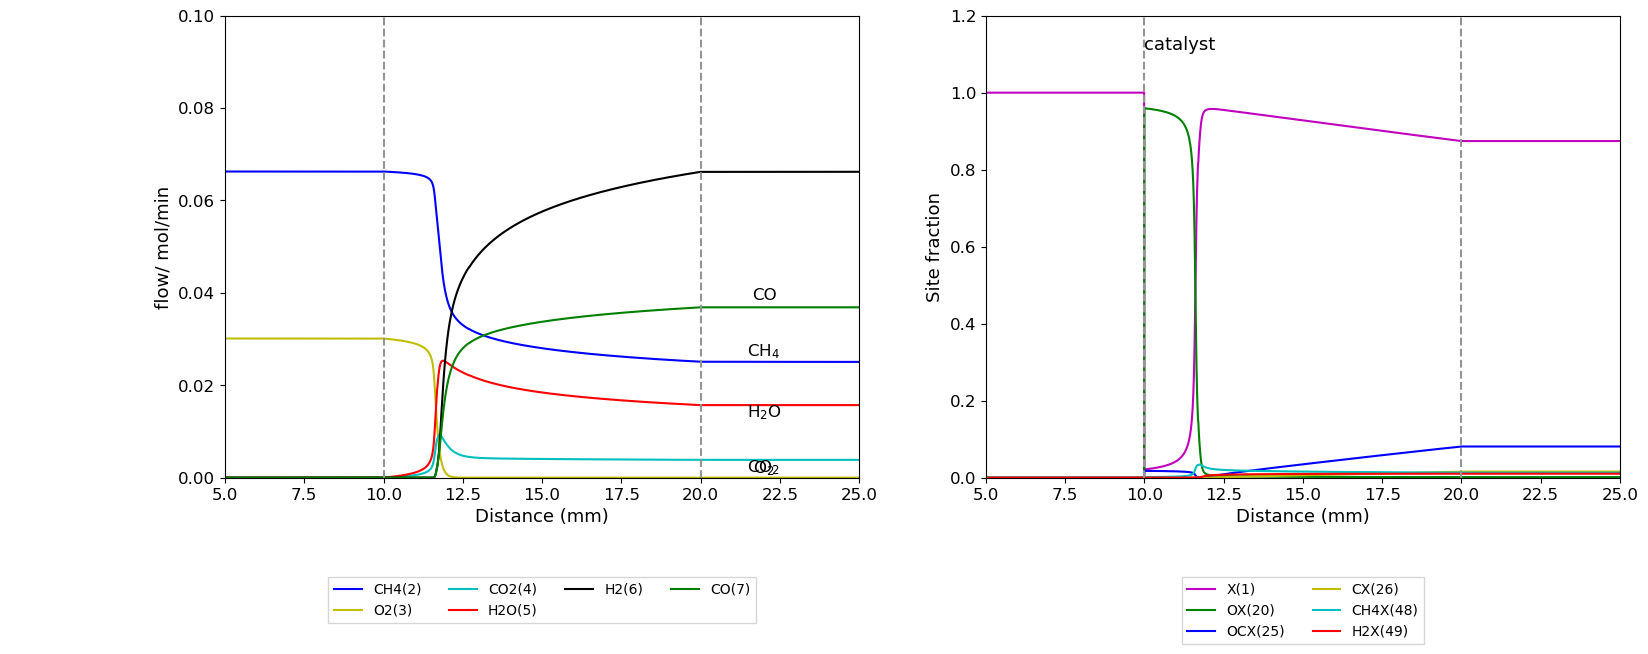 0.10
0.08
0.06
0.04
0.02
0.00
flow/ mol/min
CO
CH₄
H₂O
CO₂
O₂
5.0 7.5 10.0 12.5 15.0 17.5 20.0 22.5 25.0
Distance (mm)
CH4(2) CO2(4) H2(6) CO(7)
O2(3) H2O(5)
1.2
1.0
0.8
0.6
0.4
0.2
0.0
Site fraction
catalyst
5.0 7.5 10.0 12.5 15.0 17.5 20.0 22.5 25.0
Distance (mm)
X(1) CX(26)
OX(20) CH4X(48)
OCX(25) H2X(49)